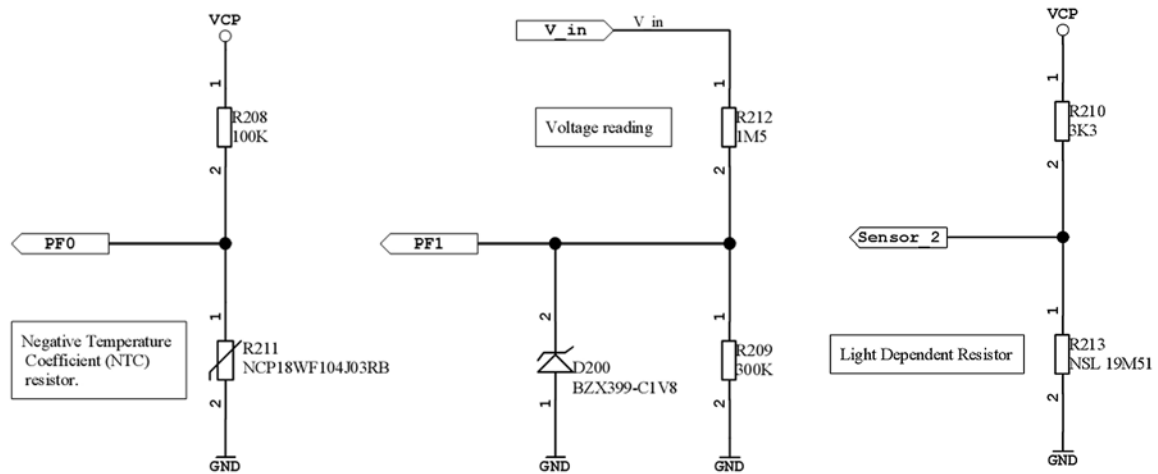 VCP
1
R208
100K
2
PF0
1
Negative Temperature
Coefficient (NTC)
resistor.
R211
NCP18WF104J03RB
2
GND
V_in
V_in
1
Voltage reading
R212
1M5
2
PF1
2
D200
BZX399-C1V8
1
GND
1
R209
300K
2
GND
VCP
1
R210
3K3
2
Sensor_2
1
Light Dependent Resistor
R213
NSL 19M51
2
GND